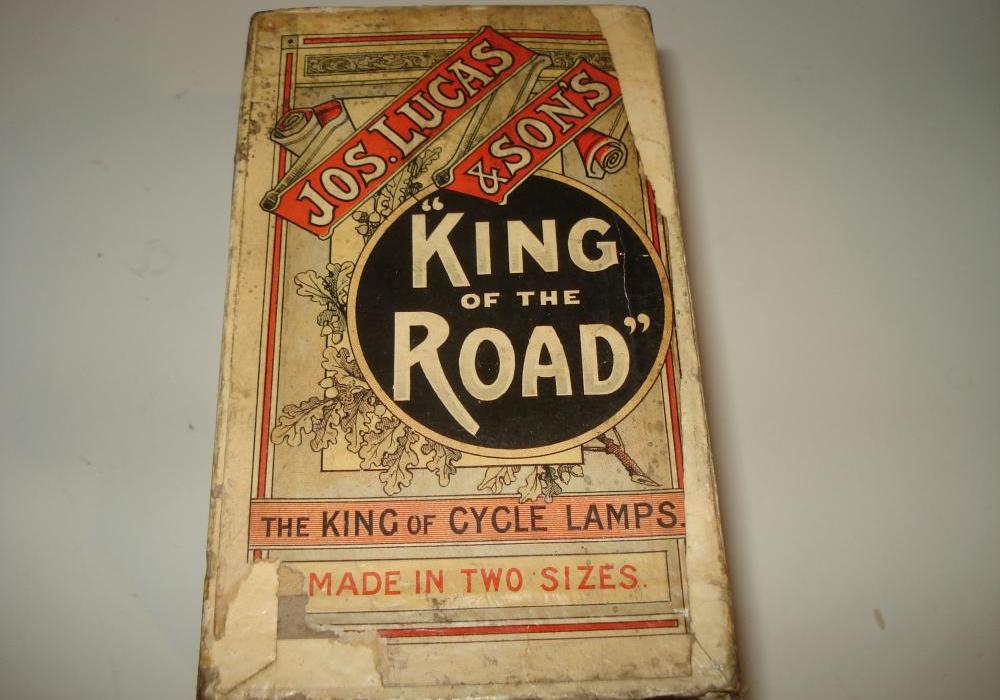 JOS. LUCAS
& SON'S
"KING
OF THE
ROAD"
THE KING OF CYCLE LAMPS.
MADE IN TWO SIZES.